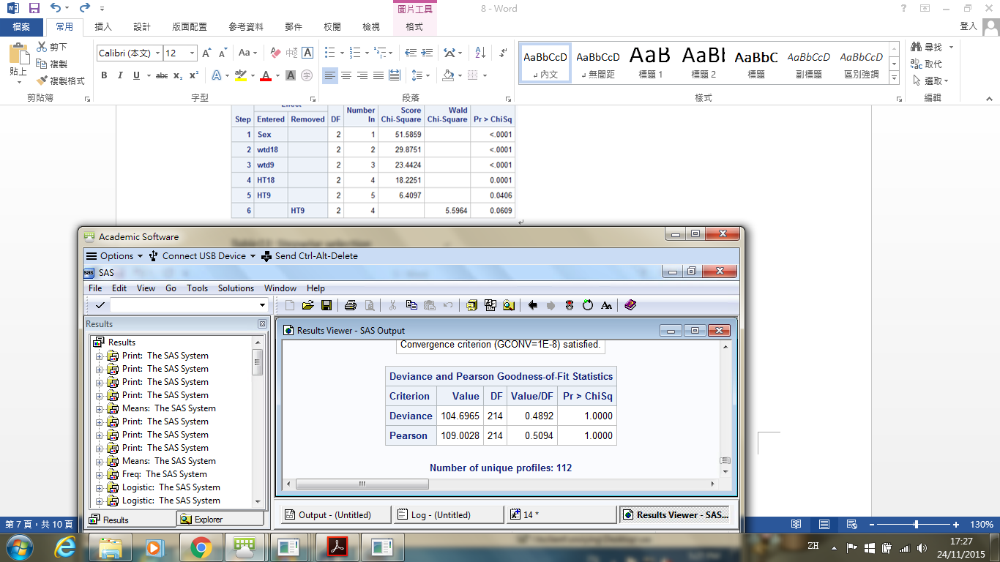 圖片工具
8 - Word
檔案 常用 插入 設計 版面配置 參考資料 郵件 校閱 檢視 格式 登入
剪下
複製
複製格式
貼上
剪貼簿
Calibri (本文) 12
字型
段落
AaBbCcD AaBbCcD AaB AaBl AaBbC AaBbCcD AaBbCcD
內文 無間距 標題 1 標題 2 標題 副標題 區別強調
樣式
尋找
取代
選取
編輯
Number Score Wald
Step Entered Removed DF In Chi-Square Chi-Square Pr > ChiSq
1 Sex 2 1 51.5859 <.0001
2 wtd18 2 2 29.8751 <.0001
3 wtd9 2 3 23.4424 <.0001
4 HT18 2 4 18.2251 0.0001
5 HT9 2 5 6.4097 0.0406
6 HT9 2 4 5.5964 0.0609
Academic Software
Options Connect USB Device Send Ctrl-Alt-Delete
SAS
File Edit View Go Tools Solutions Window Help
Results
Results
Print: The SAS System
Print: The SAS System
Print: The SAS System
Print: The SAS System
Means: The SAS System
Print: The SAS System
Print: The SAS System
Print: The SAS System
Means: The SAS System
Freq: The SAS System
Logistic: The SAS System
Logistic: The SAS System
Results Explorer
Results Viewer - SAS Output
Convergence criterion (GCONV=1E-8) satisfied.
Deviance and Pearson Goodness-of-Fit Statistics
Criterion Value DF Value/DF Pr > ChiSq
Deviance 104.6965 214 0.4892 1.0000
Pearson 109.0028 214 0.5094 1.0000
Number of unique profiles: 112
Output - (Untitled) Log - (Untitled) 14 * Results Viewer - SAS...
第 7 頁，共 10 頁
130%
ZH
17:27
24/11/2015